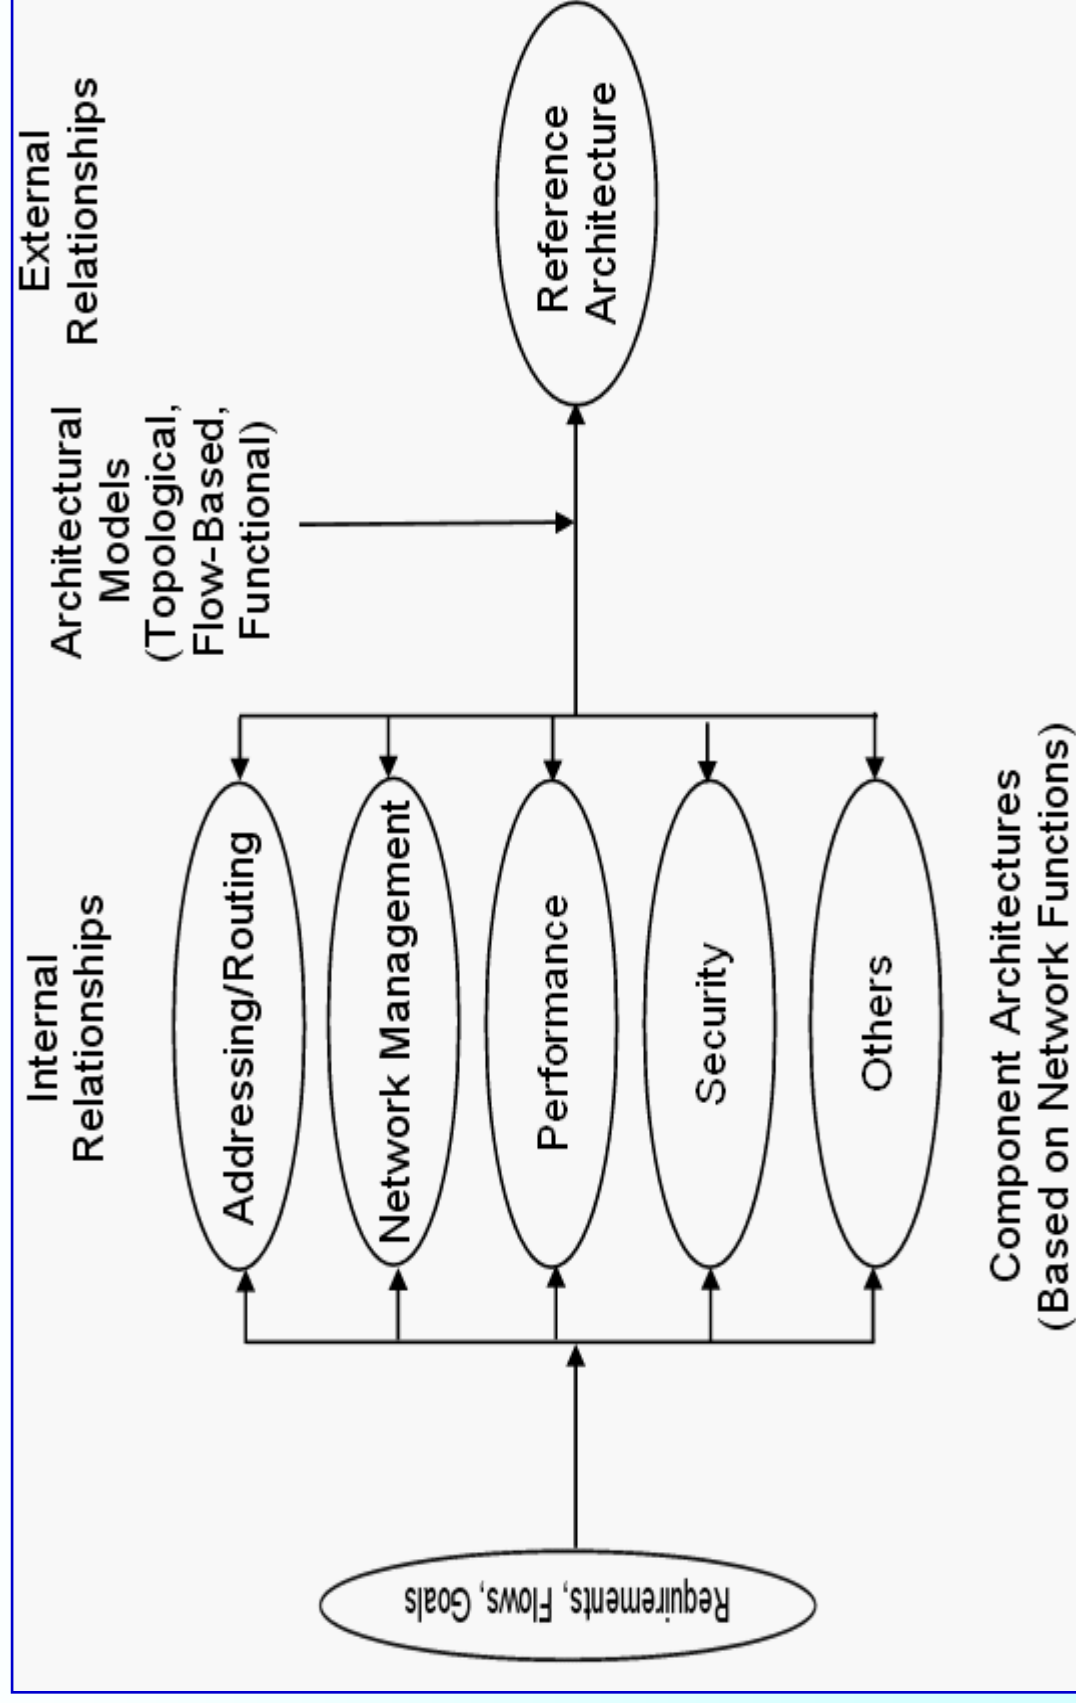 Requirements, Flows, Goals
Internal
Relationships
Addressing/Routing
Network Management
Performance
Security
Others
Component Architectures
(Based on Network Functions)
Architectural
Models
(Topological,
Flow-Based,
Functional)
External
Relationships
Reference
Architecture